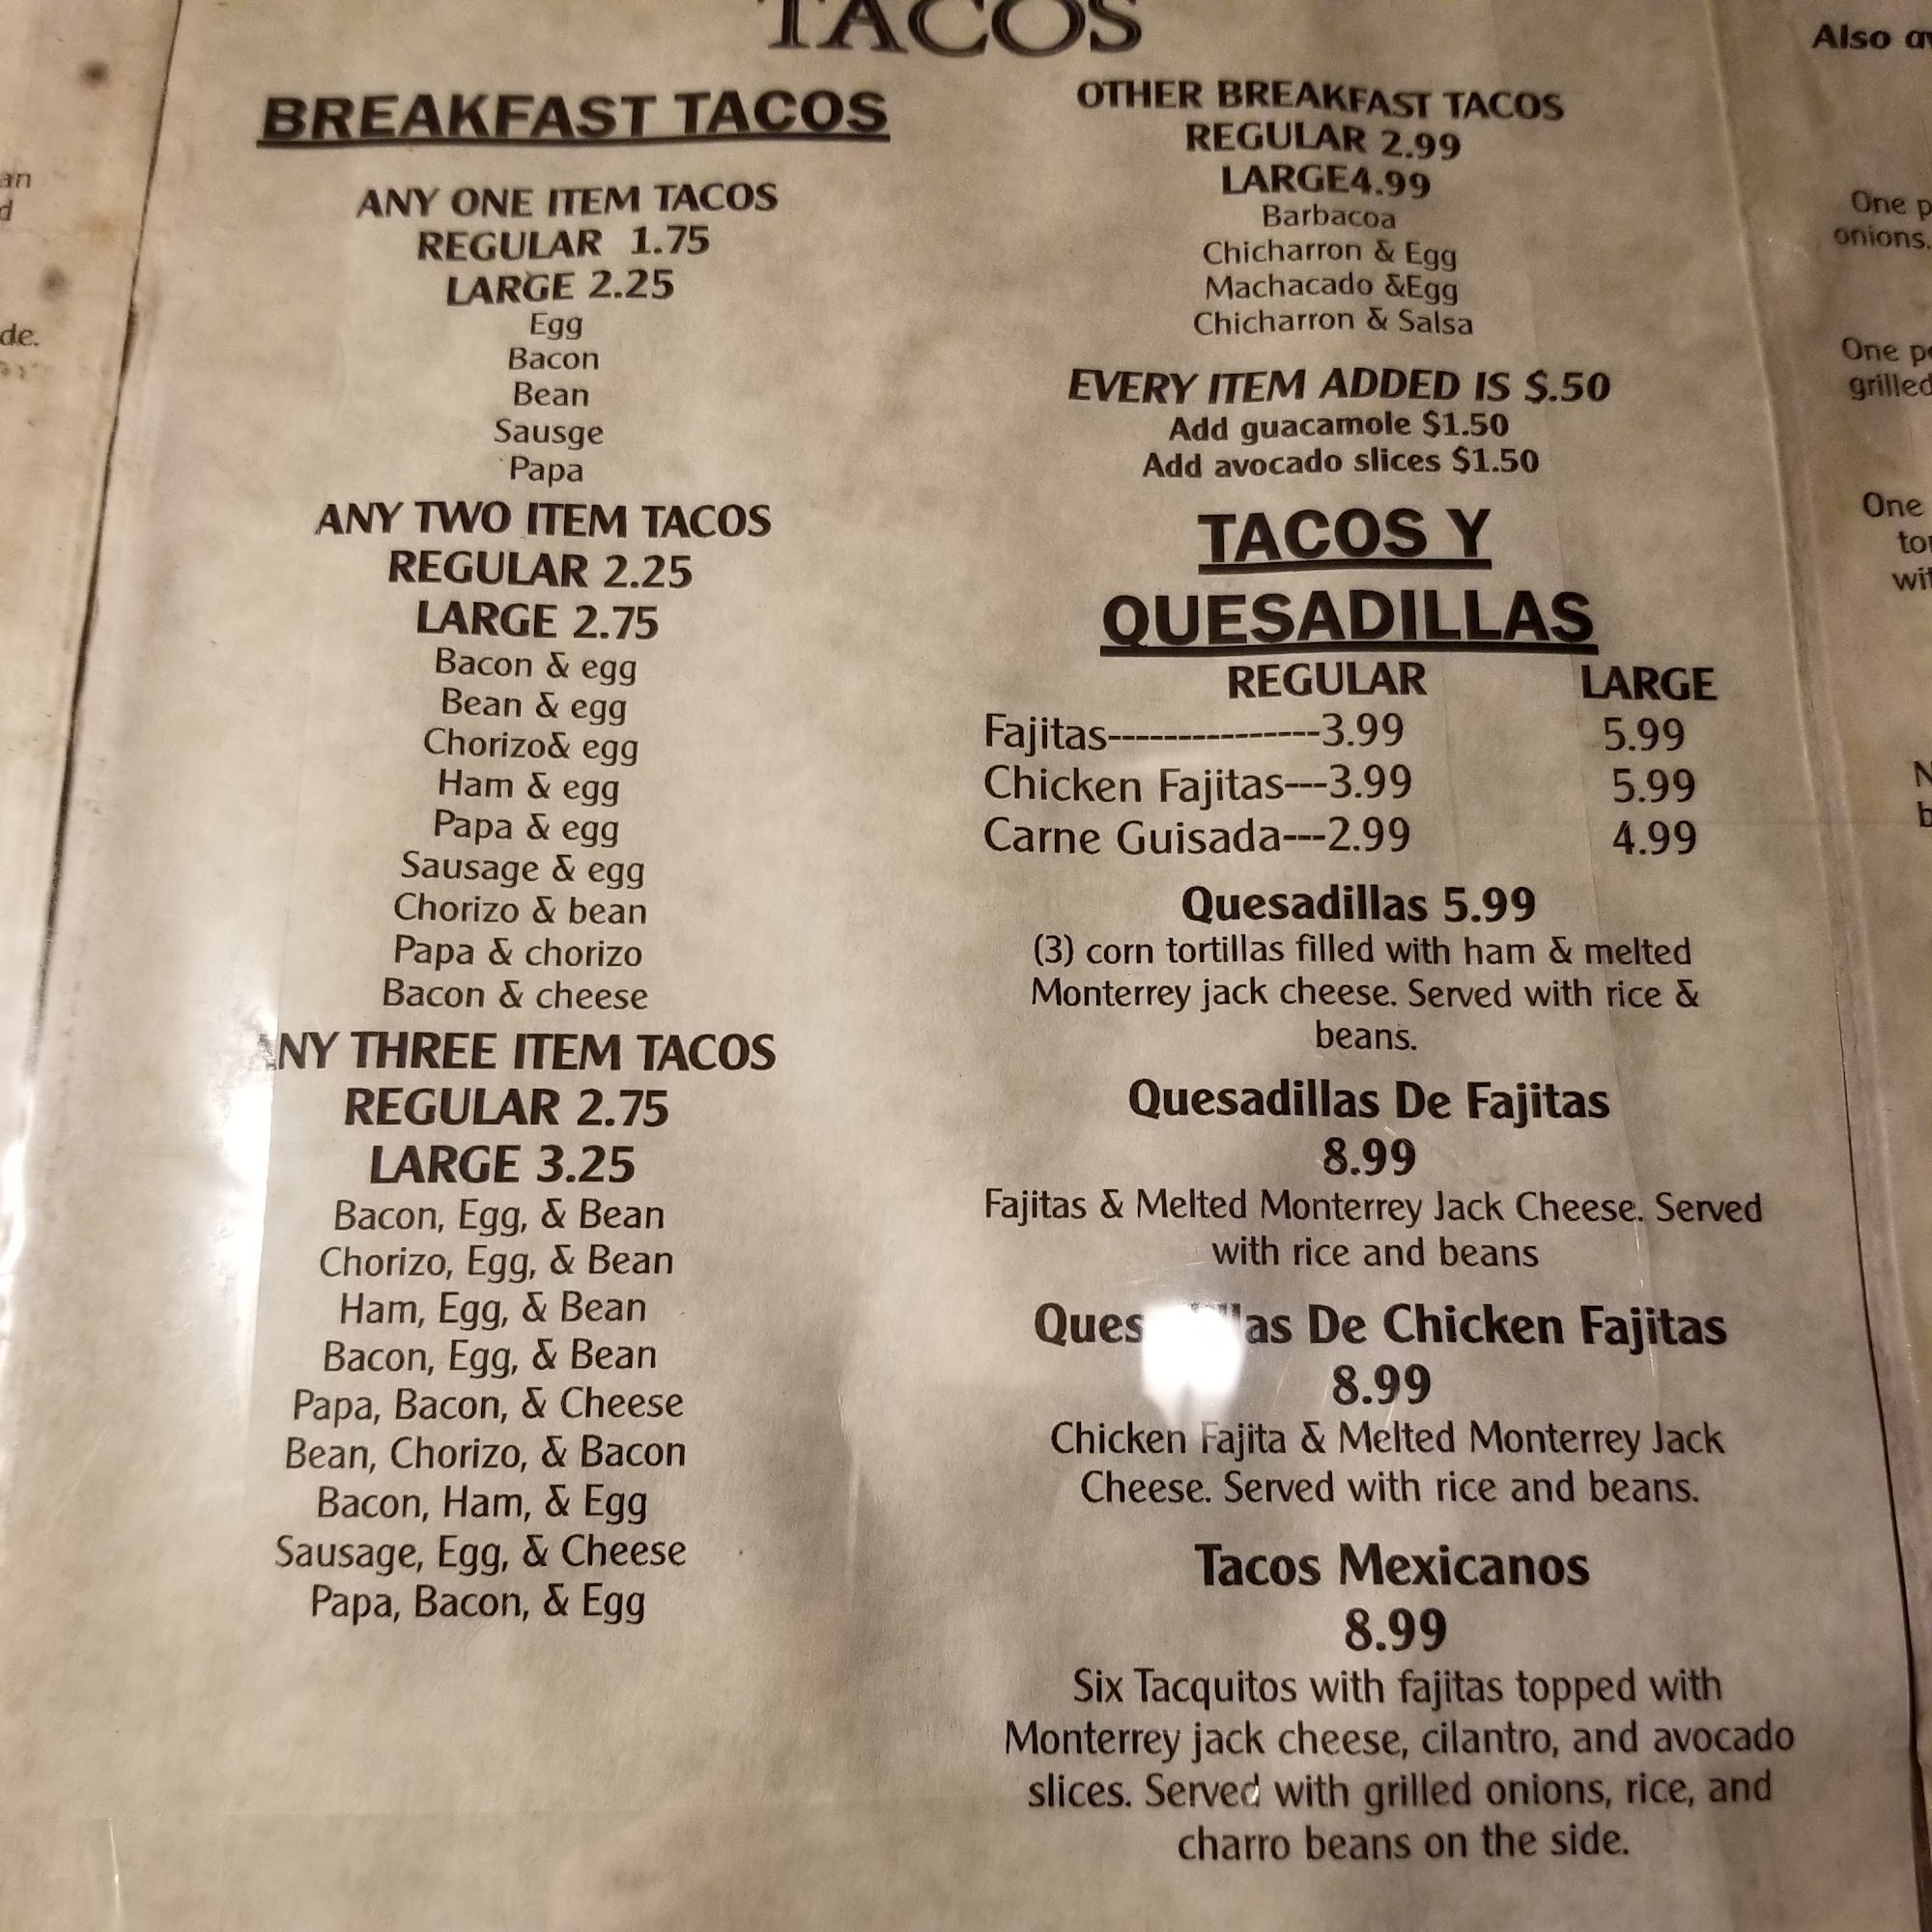 TACOS
BREAKFAST TACOS
ANY ONE ITEM TACOS
REGULAR 1.75
LARGE 2.25
Egg
Bacon
Bean
Sausge
Papa
ANY TWO ITEM TACOS
REGULAR 2.25
LARGE 2.75
Bacon & egg
Bean & egg
Chorizo& egg
Ham & egg
Papa & egg
Sausage & egg
Chorizo & bean
Papa & chorizo
Bacon & cheese
ANY THREE ITEM TACOS
REGULAR 2.75
LARGE 3.25
Bacon, Egg, & Bean
Chorizo, Egg, & Bean
Ham, Egg, & Bean
Bacon, Egg, & Bean
Papa, Bacon, & Cheese
Bean, Chorizo, & Bacon
Bacon, Ham, & Egg
Sausage, Egg, & Cheese
Papa, Bacon, & Egg
OTHER BREAKFAST TACOS
REGULAR 2.99
LARGE4.99
Barbacoa
Chicharron & Egg
Machacado &Egg
Chicharron & Salsa
EVERY ITEM ADDED IS $.50
Add guacamole $1.50
Add avocado slices $1.50
TACOS Y
QUESADILLAS
REGULAR LARGE
Fajitas---------------3.99 5.99
Chicken Fajitas---3.99 5.99
Carne Guisada---2.99 4.99
Quesadillas 5.99
(3) corn tortillas filled with ham & melted
Monterrey jack cheese. Served with rice &
beans.
Quesadillas De Fajitas
8.99
Fajitas & Melted Monterrey Jack Cheese. Served
with rice and beans
Quesadillas De Chicken Fajitas
8.99
Chicken Fajita & Melted Monterrey Jack
Cheese. Served with rice and beans.
Tacos Mexicanos
8.99
Six Tacquitos with fajitas topped with
Monterrey jack cheese, cilantro, and avocado
slices. Served with grilled onions, rice, and
charro beans on the side.
Also
One
onions.
One
grilled
One